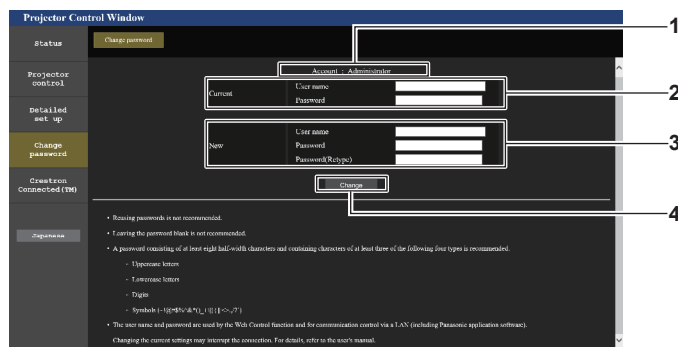 Projector Control Window
1
Status
Change password
Account : Administrator
Projector
control
Current
User name
Password
2
Detailed
set up
New
User name
Password
Password(Retype)
3
Change
password
Change
4
Crestron
Connected(TM)
Japanese
• Reusing passwords is not recommended.
• Leaving the password blank is not recommended.
• A password consisting of at least eight half-width characters and containing characters of at least three of the following four types is recommended.
- Uppercase letters
- Lowercase letters
- Digits
- Symbols
• The user name and password are used by the Web Control function and for communication control via a LAN (including Panasonic application software).
Changing the current settings may interrupt the connection. For details, refer to the user's manual.